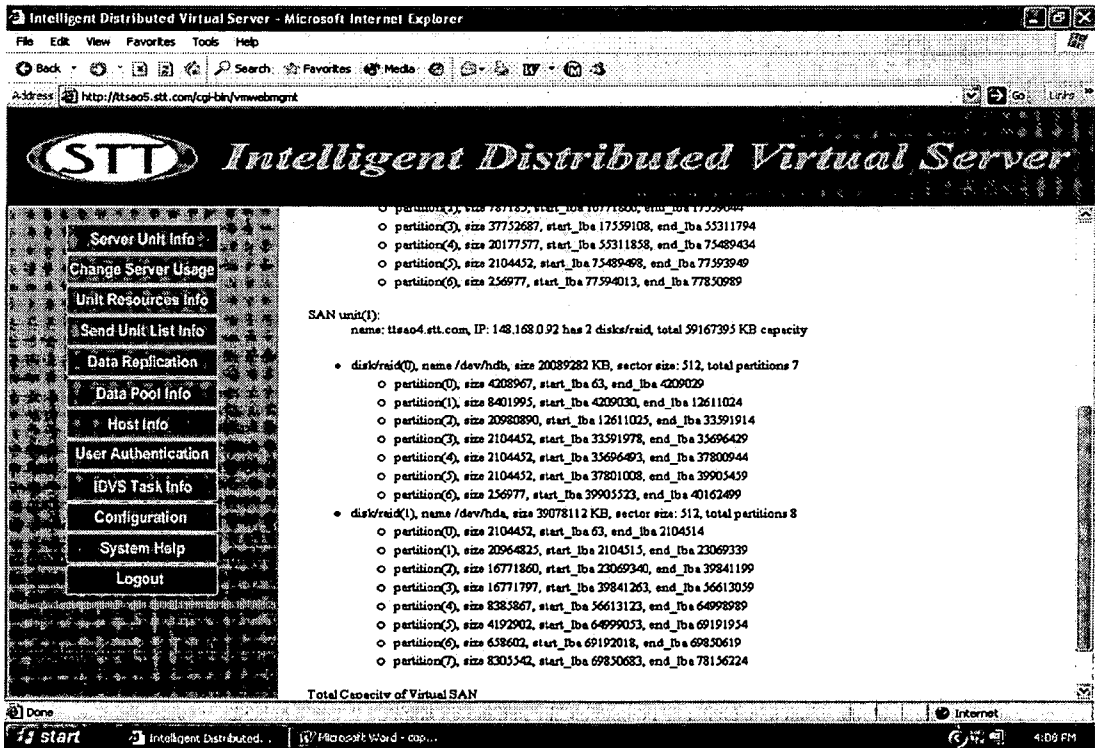 Intelligent Distributed Virtual Server - Microsoft Internet Explorer
File Edit View Favorites Tools Help
Back Search Favorites Media
Address http://ttsao5.stt.com/cgi-bin/vmwebmgmt Go Links
STT Intelligent Distributed Virtual Server
Server Unit Info
Change Server Usage
Unit Resources Info
Send Unit List Info
Data Replication
Data Pool Info
Host Info
User Authentication
IDVS Task Info
Configuration
System Help
Logout
partition(3), size 37752687, start_lba 17559108, end_lba 55311794
partition(4), size 20177577, start_lba 55311858, end_lba 75489434
partition(5), size 2104452, start_lba 75489498, end_lba 77593949
partition(6), size 256977, start_lba 77594013, end_lba 77850989
SAN unit(1):
name: ttsao4.stt.com, IP: 148.168.0.92 has 2 disks/raid, total 59167395 KB capacity
disk/raid(0), name /dev/hdb, size 20089282 KB, sector size: 512, total partitions 7
partition(0), size 4208967, start_lba 63, end_lba 4209029
partition(1), size 8401995, start_lba 4209030, end_lba 12611024
partition(2), size 20980890, start_lba 12611025, end_lba 33591914
partition(3), size 2104452, start_lba 33591978, end_lba 35696429
partition(4), size 2104452, start_lba 35696493, end_lba 37800944
partition(5), size 2104452, start_lba 37801008, end_lba 39905459
partition(6), size 256977, start_lba 39905523, end_lba 40162499
disk/raid(1), name /dev/hda, size 39078112 KB, sector size: 512, total partitions 8
partition(0), size 2104452, start_lba 63, end_lba 2104514
partition(1), size 20964825, start_lba 2104515, end_lba 23069339
partition(2), size 16771860, start_lba 23069340, end_lba 39841199
partition(3), size 16771797, start_lba 39841263, end_lba 56613059
partition(4), size 8385867, start_lba 56613123, end_lba 64998989
partition(5), size 4192902, start_lba 64999053, end_lba 69191954
partition(6), size 658602, start_lba 69192018, end_lba 69850619
partition(7), size 8305542, start_lba 69850683, end_lba 78156224
Total Capacity of Virtual SAN
Done Internet
start Intelligent Distributed... Microsoft Word - cop... 4:08 PM